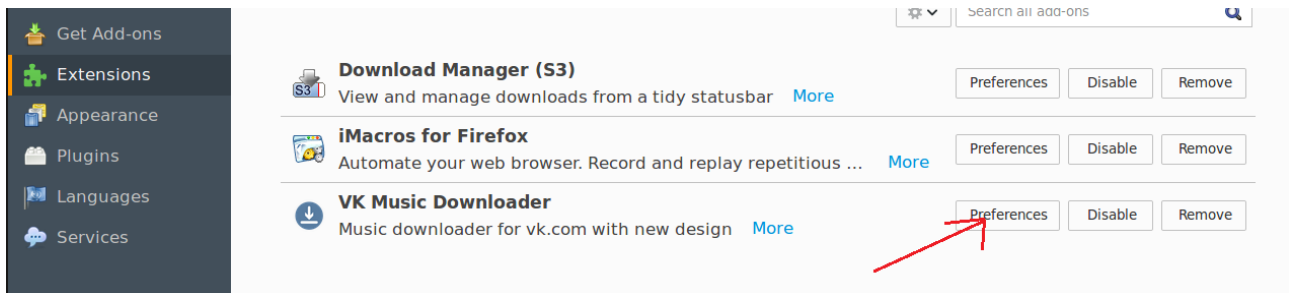 Search all add-ons
Get Add-ons
Extensions
Appearance
Plugins
Languages
Services
Download Manager (S3)
View and manage downloads from a tidy statusbar More
Preferences Disable Remove
S3
iMacros for Firefox
Automate your web browser. Record and replay repetitious ... More
Preferences Disable Remove
VK Music Downloader
Music downloader for vk.com with new design More
Preferences Disable Remove